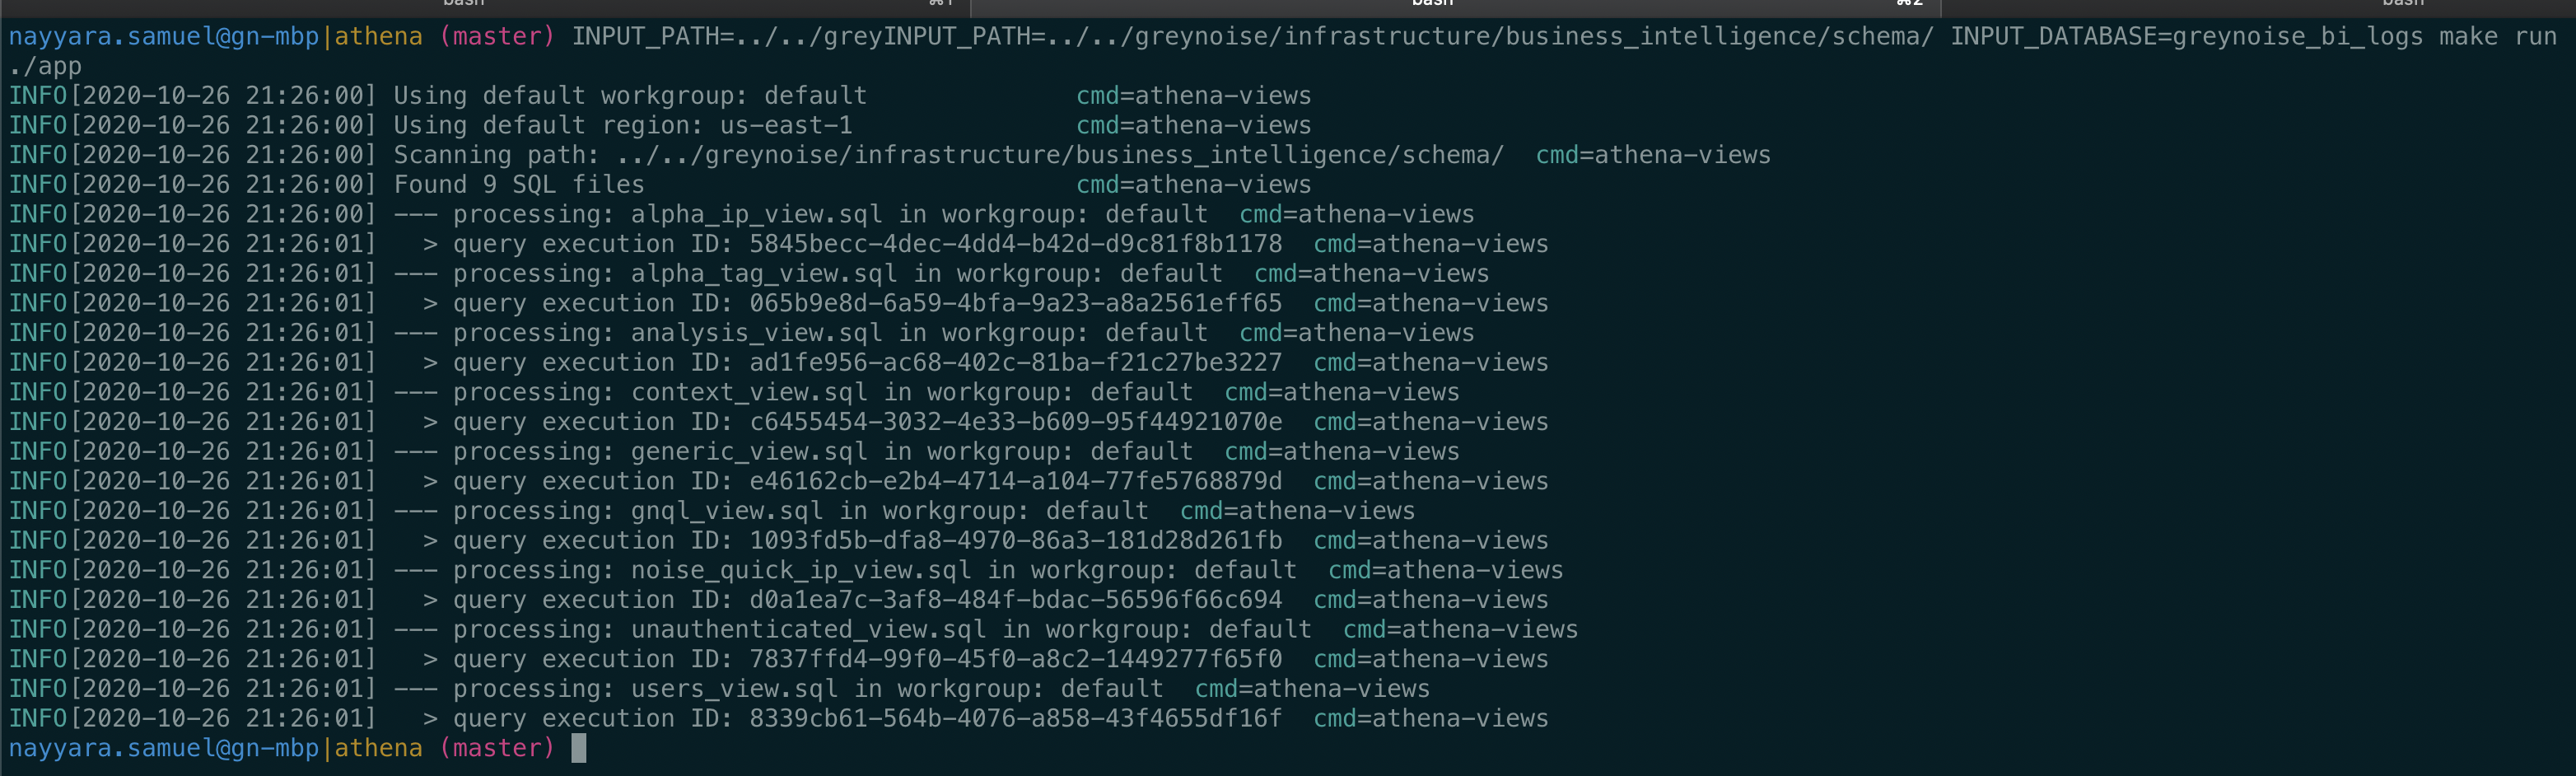 bash ⌘1 bash ⌘2 bash
nayyara.samuel@gn-mbp|athena (master) INPUT_PATH=../../greyINPUT_PATH=../../greynoise/infrastructure/business_intelligence/schema/ INPUT_DATABASE=greynoise_bi_logs make run
./app
INFO[2020-10-26 21:26:00] Using default workgroup: default cmd=athena-views
INFO[2020-10-26 21:26:00] Using default region: us-east-1 cmd=athena-views
INFO[2020-10-26 21:26:00] Scanning path: ../../greynoise/infrastructure/business_intelligence/schema/ cmd=athena-views
INFO[2020-10-26 21:26:00] Found 9 SQL files cmd=athena-views
INFO[2020-10-26 21:26:00] --- processing: alpha_ip_view.sql in workgroup: default cmd=athena-views
INFO[2020-10-26 21:26:01] > query execution ID: 5845becc-4dec-4dd4-b42d-d9c81f8b1178 cmd=athena-views
INFO[2020-10-26 21:26:01] --- processing: alpha_tag_view.sql in workgroup: default cmd=athena-views
INFO[2020-10-26 21:26:01] > query execution ID: 065b9e8d-6a59-4bfa-9a23-a8a2561eff65 cmd=athena-views
INFO[2020-10-26 21:26:01] --- processing: analysis_view.sql in workgroup: default cmd=athena-views
INFO[2020-10-26 21:26:01] > query execution ID: ad1fe956-ac68-402c-81ba-f21c27be3227 cmd=athena-views
INFO[2020-10-26 21:26:01] --- processing: context_view.sql in workgroup: default cmd=athena-views
INFO[2020-10-26 21:26:01] > query execution ID: c6455454-3032-4e33-b609-95f44921070e cmd=athena-views
INFO[2020-10-26 21:26:01] --- processing: generic_view.sql in workgroup: default cmd=athena-views
INFO[2020-10-26 21:26:01] > query execution ID: e46162cb-e2b4-4714-a104-77fe5768879d cmd=athena-views
INFO[2020-10-26 21:26:01] --- processing: gnql_view.sql in workgroup: default cmd=athena-views
INFO[2020-10-26 21:26:01] > query execution ID: 1093fd5b-dfa8-4970-86a3-181d28d261fb cmd=athena-views
INFO[2020-10-26 21:26:01] --- processing: noise_quick_ip_view.sql in workgroup: default cmd=athena-views
INFO[2020-10-26 21:26:01] > query execution ID: d0a1ea7c-3af8-484f-bdac-56596f66c694 cmd=athena-views
INFO[2020-10-26 21:26:01] --- processing: unauthenticated_view.sql in workgroup: default cmd=athena-views
INFO[2020-10-26 21:26:01] > query execution ID: 7837ffd4-99f0-45f0-a8c2-1449277f65f0 cmd=athena-views
INFO[2020-10-26 21:26:01] --- processing: users_view.sql in workgroup: default cmd=athena-views
INFO[2020-10-26 21:26:01] > query execution ID: 8339cb61-564b-4076-a858-43f4655df16f cmd=athena-views
nayyara.samuel@gn-mbp|athena (master)